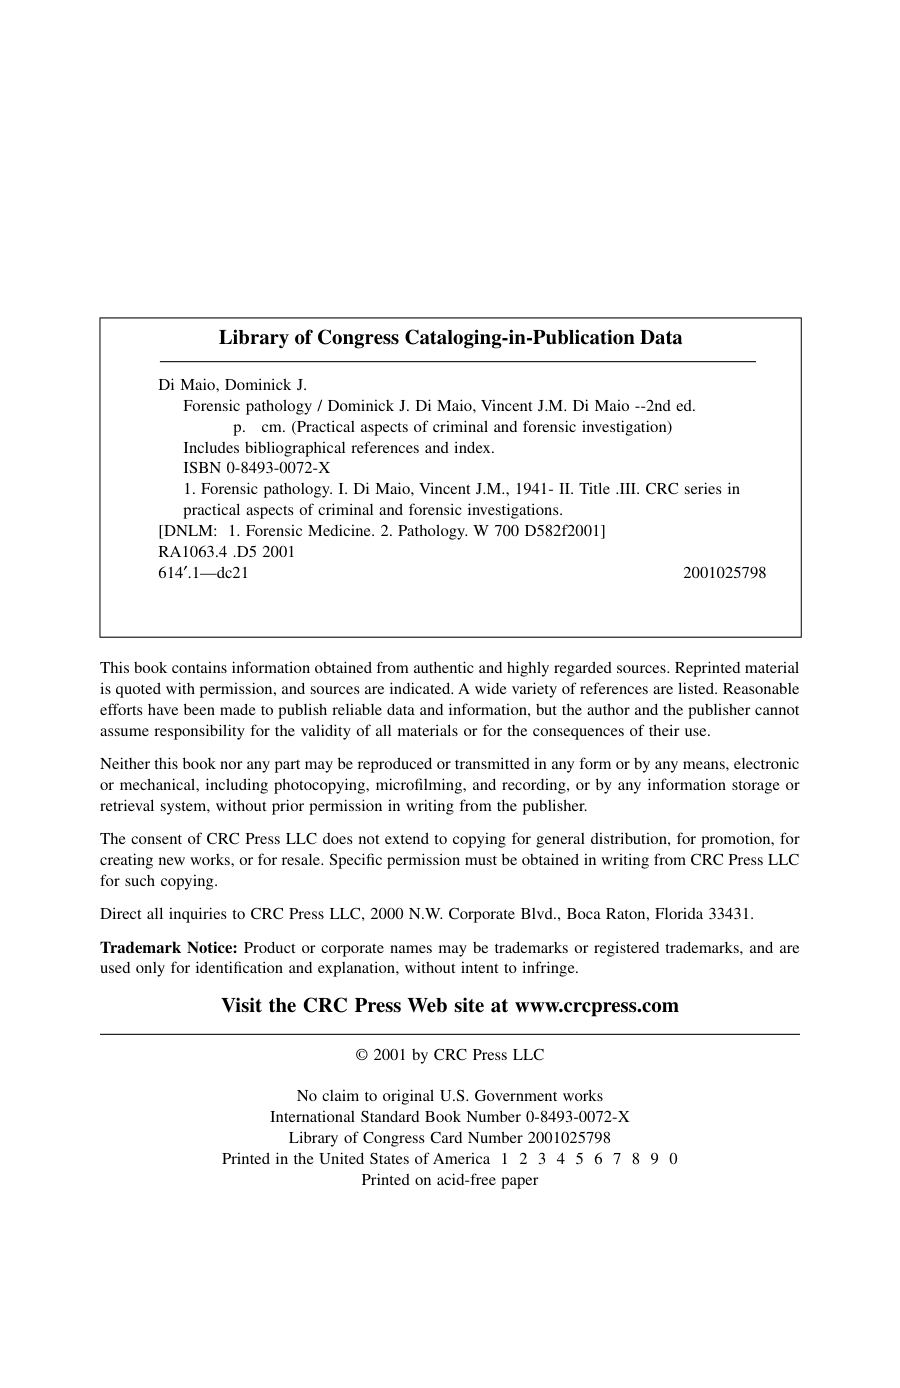 Library of Congress Cataloging-in-Publication Data
Di Maio, Dominick J.
Forensic pathology / Dominick J. Di Maio, Vincent J.M. Di Maio --2nd ed.
p. cm. (Practical aspects of criminal and forensic investigation)
Includes bibliographical references and index.
ISBN 0-8493-0072-X
1. Forensic pathology. I. Di Maio, Vincent J.M., 1941- II. Title .III. CRC series in
practical aspects of criminal and forensic investigations.
[DNLM: 1. Forensic Medicine. 2. Pathology. W 700 D582f2001]
RA1063.4 .D5 2001
614′.1—dc21 2001025798
This book contains information obtained from authentic and highly regarded sources. Reprinted material
is quoted with permission, and sources are indicated. A wide variety of references are listed. Reasonable
efforts have been made to publish reliable data and information, but the author and the publisher cannot
assume responsibility for the validity of all materials or for the consequences of their use.
Neither this book nor any part may be reproduced or transmitted in any form or by any means, electronic
or mechanical, including photocopying, microfilming, and recording, or by any information storage or
retrieval system, without prior permission in writing from the publisher.
The consent of CRC Press LLC does not extend to copying for general distribution, for promotion, for
creating new works, or for resale. Specific permission must be obtained in writing from CRC Press LLC
for such copying.
Direct all inquiries to CRC Press LLC, 2000 N.W. Corporate Blvd., Boca Raton, Florida 33431.
Trademark Notice: Product or corporate names may be trademarks or registered trademarks, and are
used only for identification and explanation, without intent to infringe.
Visit the CRC Press Web site at www.crcpress.com
© 2001 by CRC Press LLC
No claim to original U.S. Government works
International Standard Book Number 0-8493-0072-X
Library of Congress Card Number 2001025798
Printed in the United States of America 1 2 3 4 5 6 7 8 9 0
Printed on acid-free paper